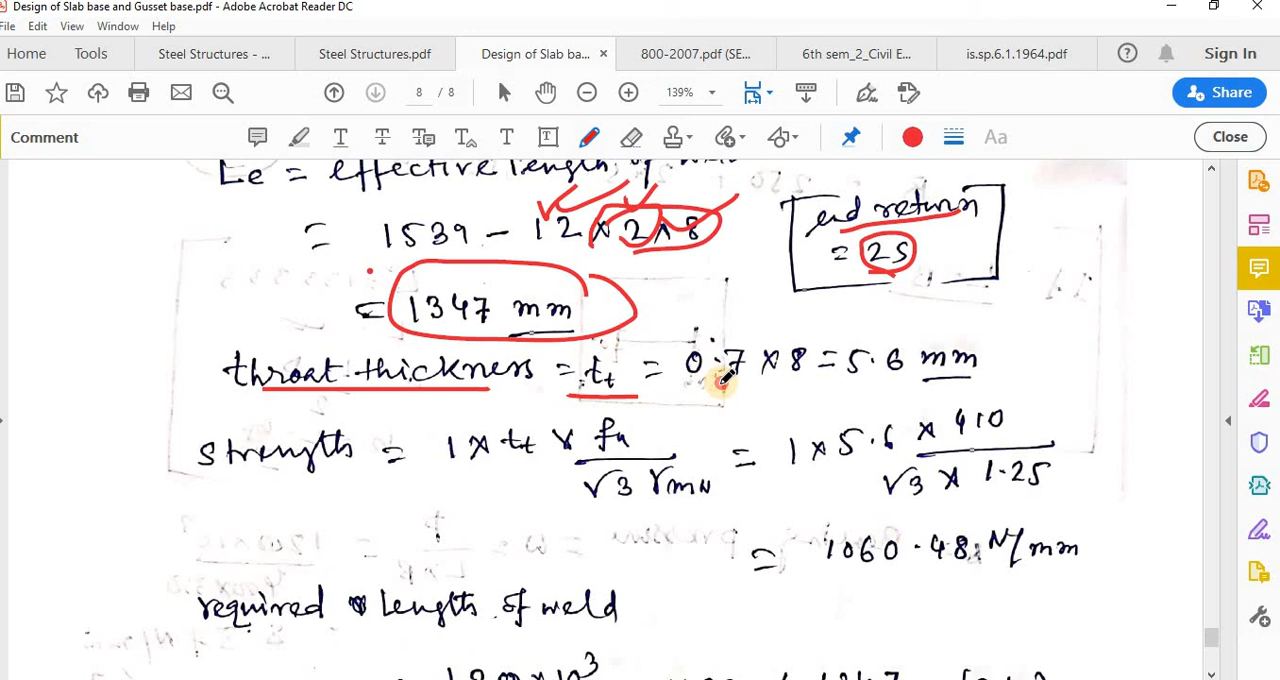 Design of Slab base and Gusset base.pdf - Adobe Acrobat Reader DC
File Edit View Window Help
Home Tools Steel Structures - ... Steel Structures.pdf Design of Slab ba... × 800-2007.pdf (SE... 6th sem_2_Civil E... is.sp.6.1.1964.pdf Sign In
8 / 8 139% Share
Comment Aa Close
Le = effective length of
= 1539 - 12 × 2 × 8
end return
= 2S
= 1347 mm
throat thickness = tt = 0.7 × 8 = 5.6 mm
strength = 1 × tt × fu / √3 γmw = 1 × 5.6 × 410 / √3 × 1.25
= 1060.48 N/mm
required length of weld